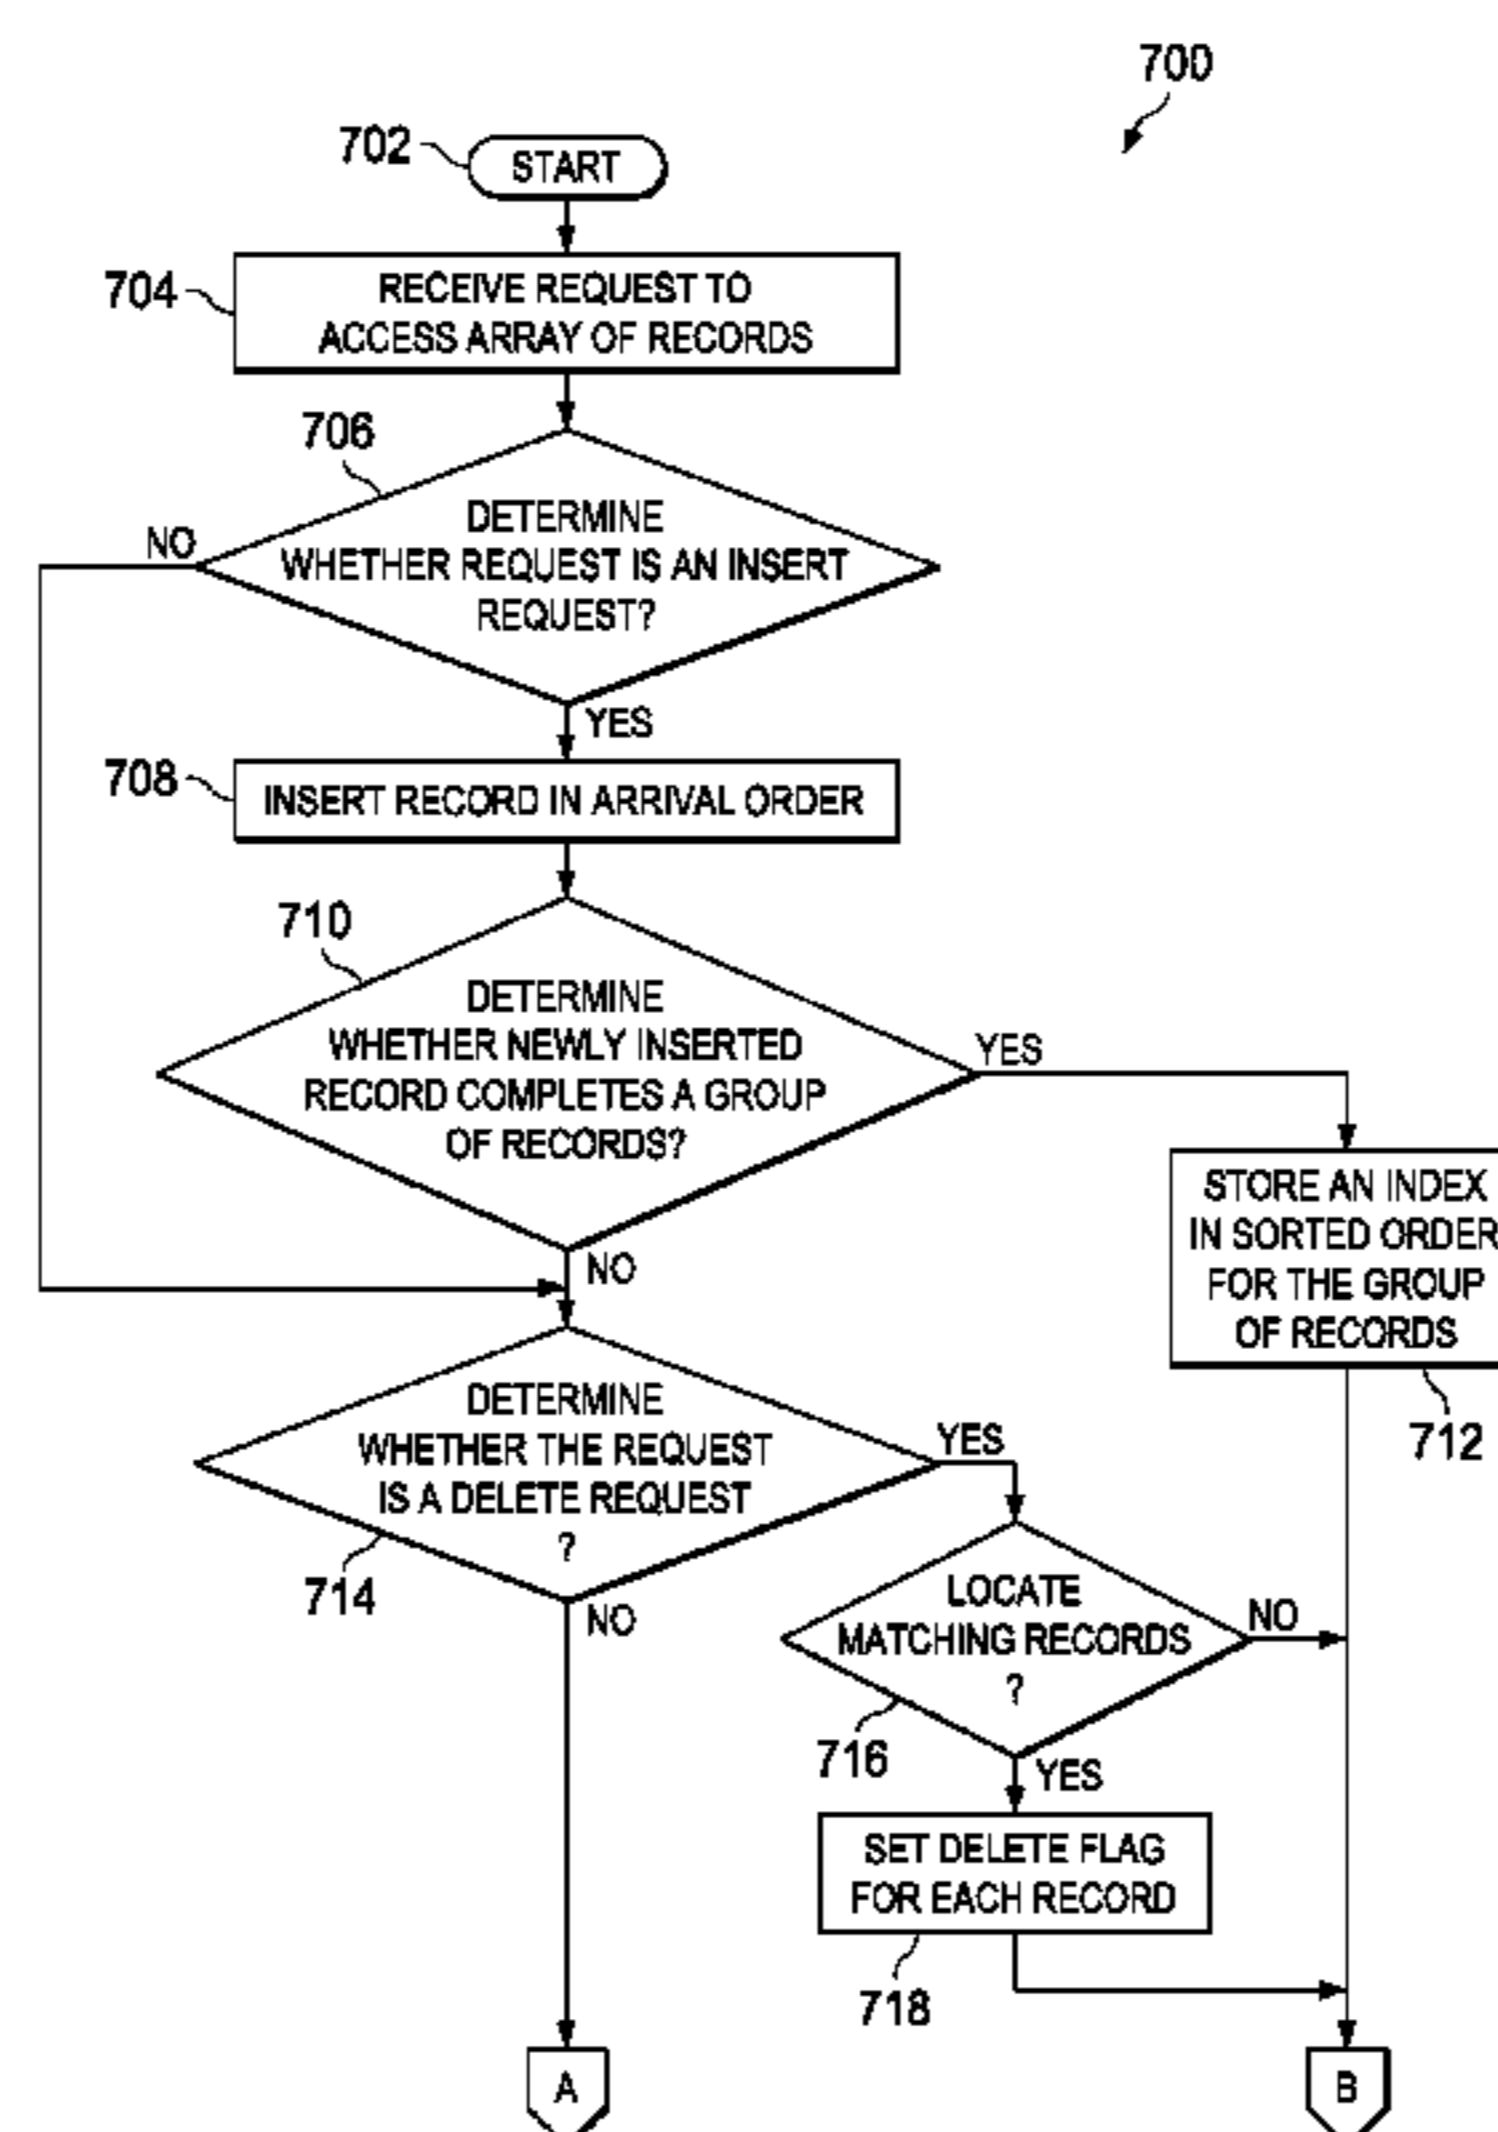 700
702
START
704
RECEIVE REQUEST TO
ACCESS ARRAY OF RECORDS
706
NO
DETERMINE
WHETHER REQUEST IS AN INSERT
REQUEST?
YES
708
INSERT RECORD IN ARRIVAL ORDER
710
DETERMINE
WHETHER NEWLY INSERTED
RECORD COMPLETES A GROUP
OF RECORDS?
YES
NO
STORE AN INDEX
IN SORTED ORDER
FOR THE GROUP
OF RECORDS
712
DETERMINE
WHETHER THE REQUEST
IS A DELETE REQUEST
?
YES
714
NO
LOCATE
MATCHING RECORDS
?
NO
716
YES
SET DELETE FLAG
FOR EACH RECORD
718
A
B